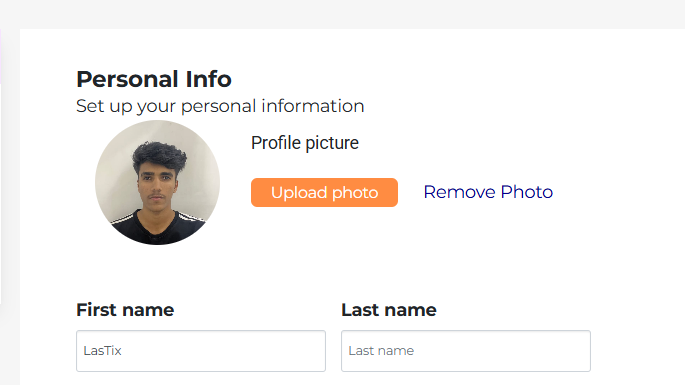 Personal Info
Set up your personal information
Profile picture
Upload photo
Remove Photo
First name
Last name
LasTix
Last name